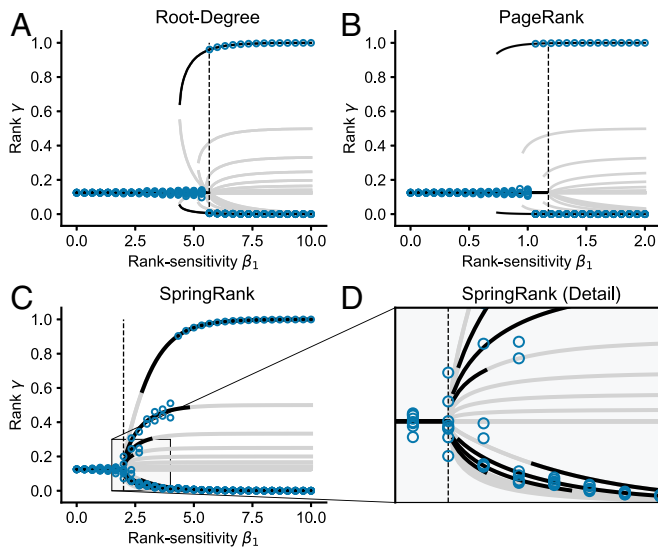 A
Root-Degree
1.0
0.8
0.6
0.4
0.2
0.0
Rank γ
0.0 2.5 5.0 7.5 10.0
Rank-sensitivity β₁
B
PageRank
1.0
0.8
0.6
0.4
0.2
0.0
Rank γ
0.0 0.5 1.0 1.5 2.0
Rank-sensitivity β₁
C
SpringRank
1.0
0.8
0.6
0.4
0.2
0.0
Rank γ
0.0 2.5 5.0 7.5 10.0
Rank-sensitivity β₁
D
SpringRank (Detail)